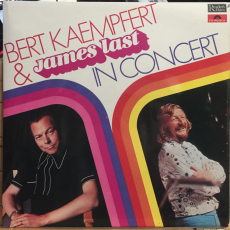 BERT KAEMPFERT
& James Last
IN CONCERT